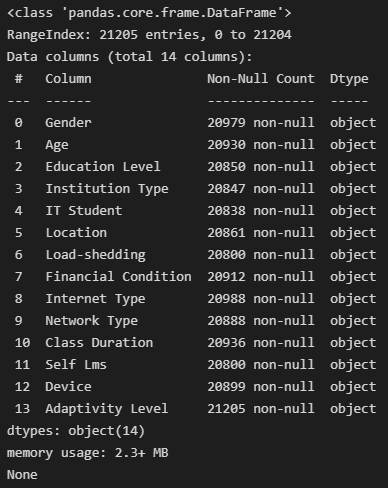 <class 'pandas.core.frame.DataFrame'>
RangeIndex: 21205 entries, 0 to 21204
Data columns (total 14 columns):
 #   Column               Non-Null Count  Dtype
---  ------               --------------  -----
 0   Gender               20979 non-null  object
 1   Age                  20930 non-null  object
 2   Education Level      20850 non-null  object
 3   Institution Type     20847 non-null  object
 4   IT Student           20838 non-null  object
 5   Location             20861 non-null  object
 6   Load-shedding        20800 non-null  object
 7   Financial Condition  20912 non-null  object
 8   Internet Type        20988 non-null  object
 9   Network Type         20888 non-null  object
 10  Class Duration       20936 non-null  object
 11  Self Lms             20800 non-null  object
 12  Device               20899 non-null  object
 13  Adaptivity Level     21205 non-null  object
dtypes: object(14)
memory usage: 2.3+ MB
None